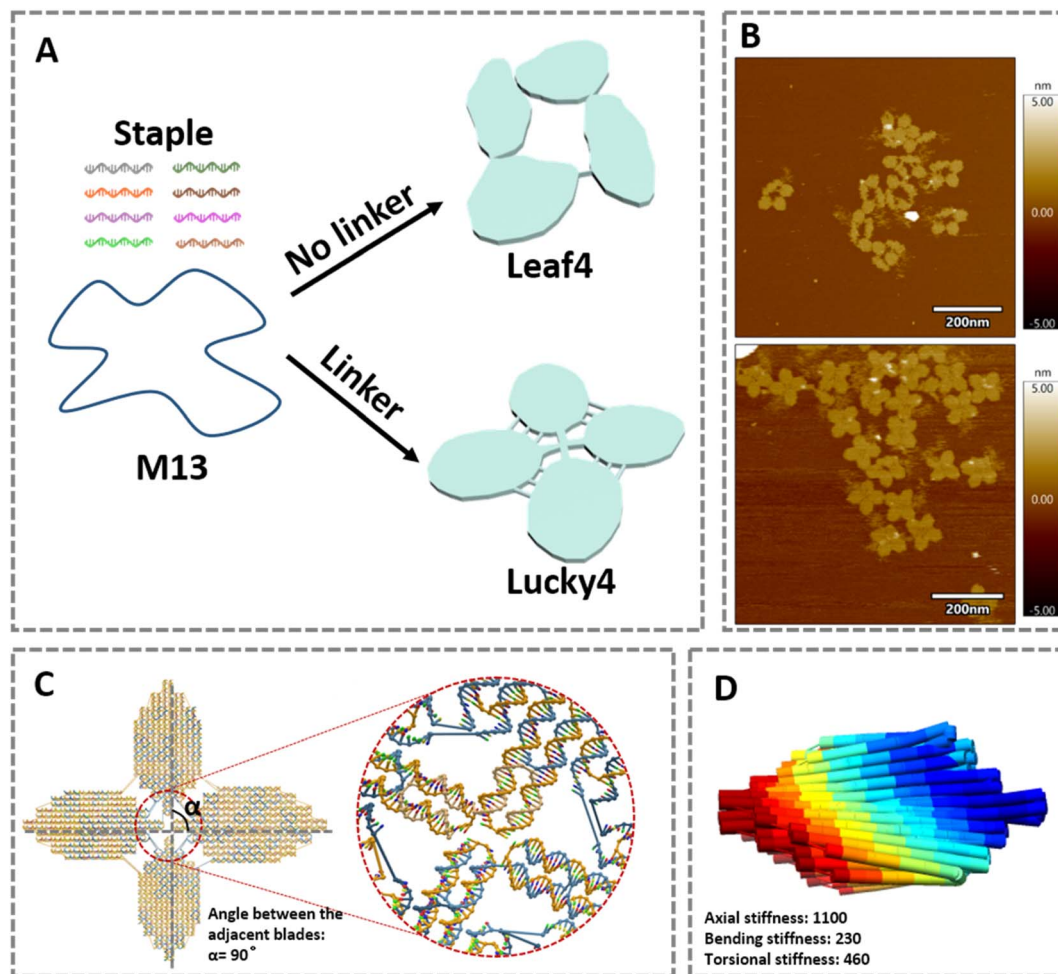 A
Staple
M13
No linker
Linker
Leaf4
Lucky4
B
nm
5.00
0.00
-5.00
200nm
nm
5.00
0.00
-5.00
200nm
C
α
Angle between the
adjacent blades:
α= 90°
D
Axial stiffness: 1100
Bending stiffness: 230
Torsional stiffness: 460